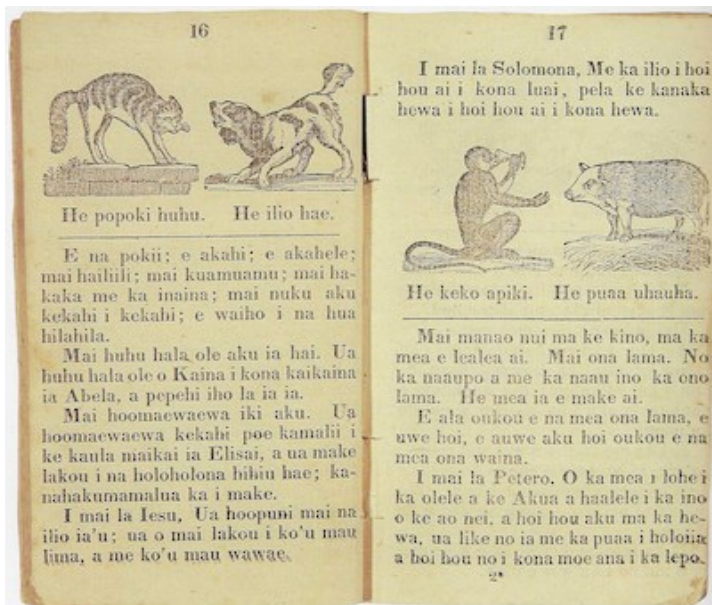 16
He popoki huhu. He ilio hae.
E na pokii; e akahi; e akahele;
mai hailiili; mai kuamuamu; mai ha-
kaka me ka inaina; mai nuku aku
kekahi i kekahi; e waiho i na hua
hilahila.
Mai huhu hala ole aku ia hai. Ua
huhu hala ole o Kaina i kona kaikaina
ia Abela, a pepehi iho la ia ia.
Mai hoomaewaewa iki aku. Ua
hoomaewaewa kekahi poe kamalii i
ke kaula maikai ia Elisai, a ua make
lakou i na holoholona hihiu hae; ka-
nahakumamalua ka i make.
I mai la Iesu, Ua hoopuni mai na
ilio ia'u; ua o mai lakou i ko'u mau
lima, a me ko'u mau wawae.
17
I mai la Solomona, Me ka ilio i hoi
hou ai i kona luai, pela ke kanaka
hewa i hoi hou ai i kona hewa.
He keko apiki. He puaa uhauha.
Mai manao nui ma ke kino, ma ka
mea e lealea ai. Mai ona lama. No
ka naaupo a me ka naau ino ka ono
lama. He mea ia e make ai.
E ala oukou e na mea ona lama, e
uwe hoi, e auwe aku hoi oukou e na
mea ona waina.
I mai la Petero, O ka mea i lohe i
ka olelo a ke Akua a haalele i ka ino
o ke ao nei, a hoi hou aku ma ka he-
wa, ua like no ia me ka puaa i holoiia
a hoi hou no i kona moe ana i ka lepo.
2*